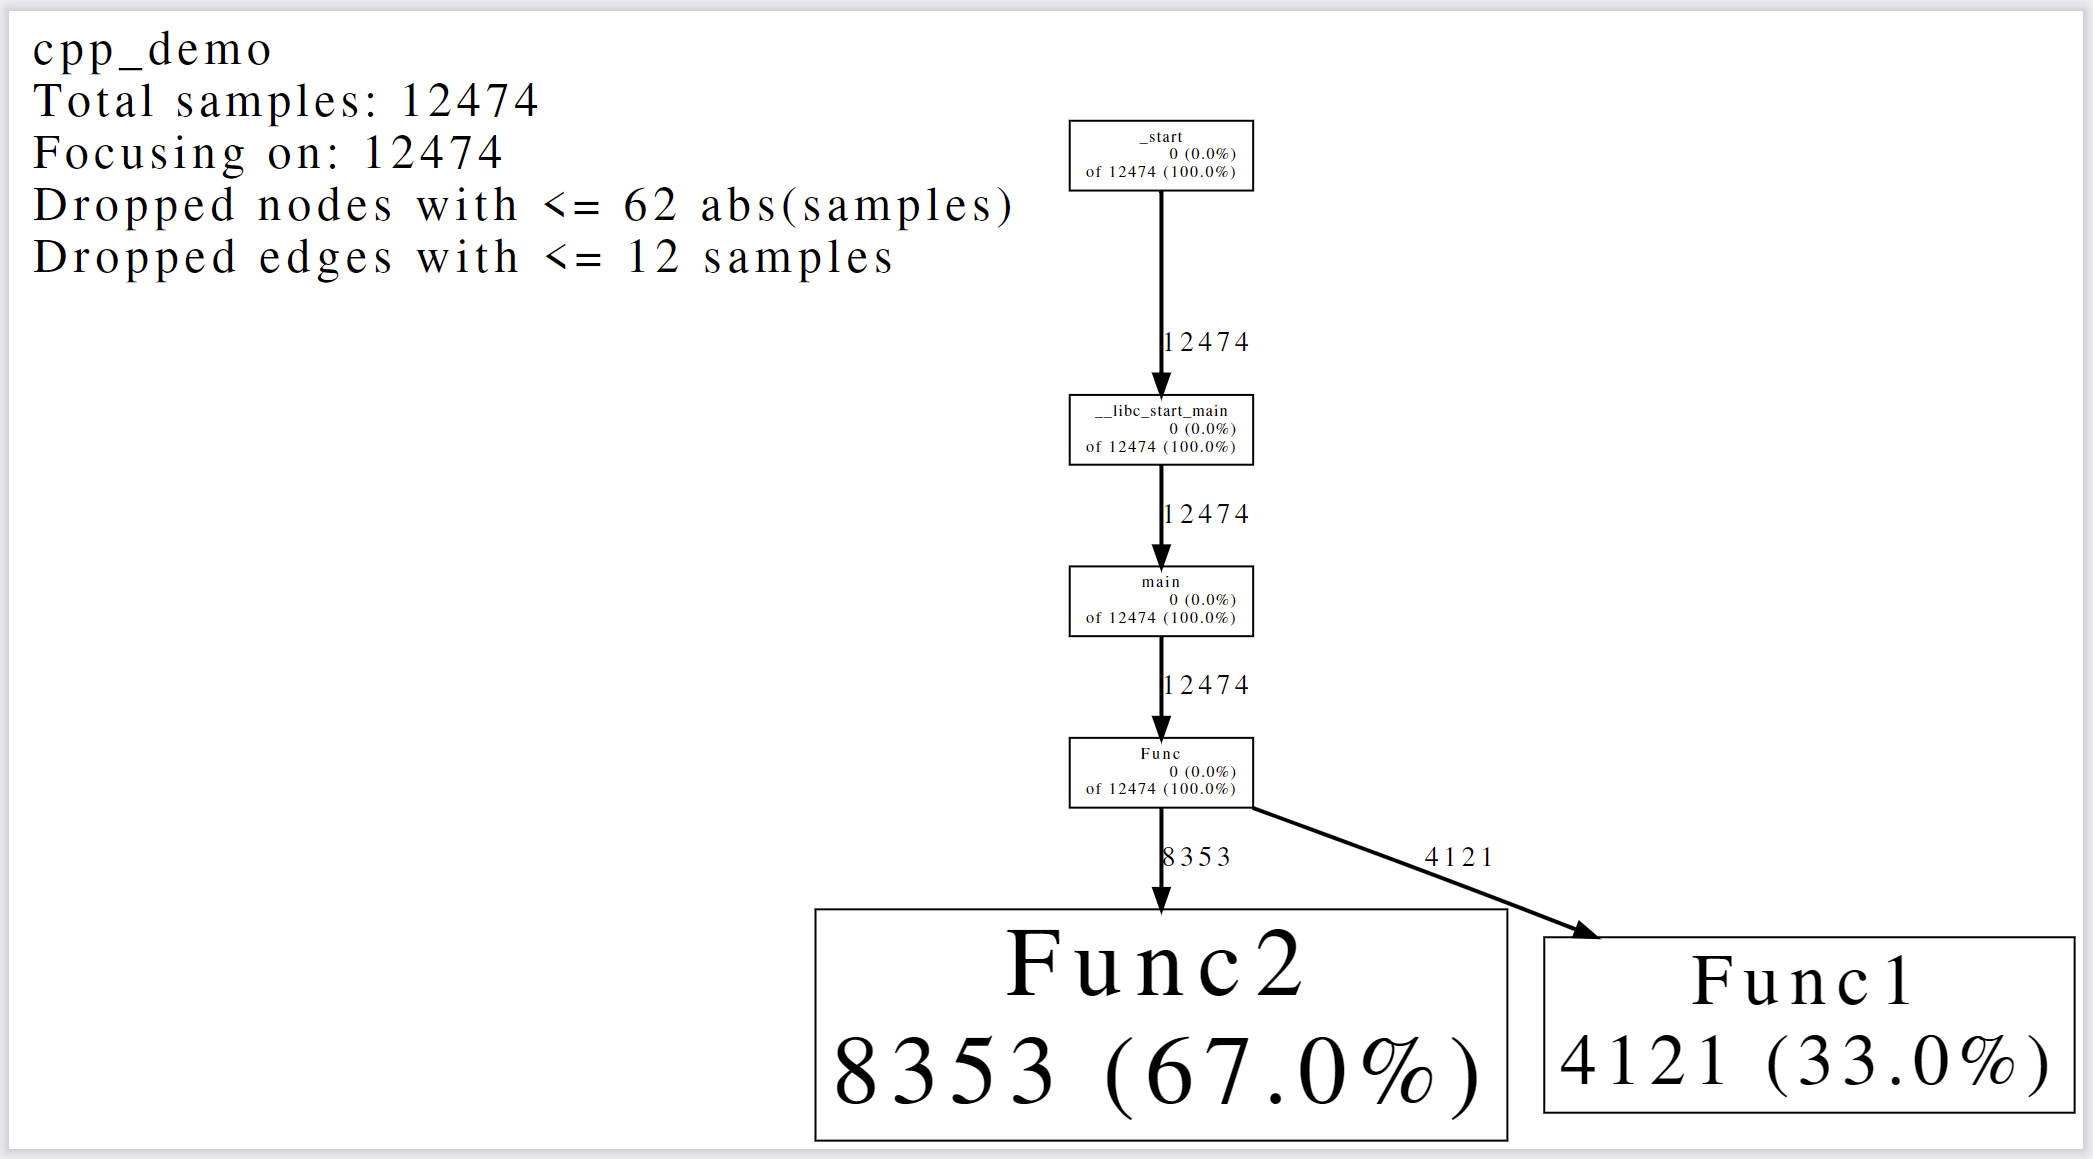 cpp_demo
Total samples: 12474
Focusing on: 12474
Dropped nodes with <= 62 abs(samples)
Dropped edges with <= 12 samples
_start
0 (0.0%)
of 12474 (100.0%)
12474
__libc_start_main
0 (0.0%)
of 12474 (100.0%)
12474
main
0 (0.0%)
of 12474 (100.0%)
12474
Func
0 (0.0%)
of 12474 (100.0%)
8353
4121
Func2
8353 (67.0%)
Func1
4121 (33.0%)